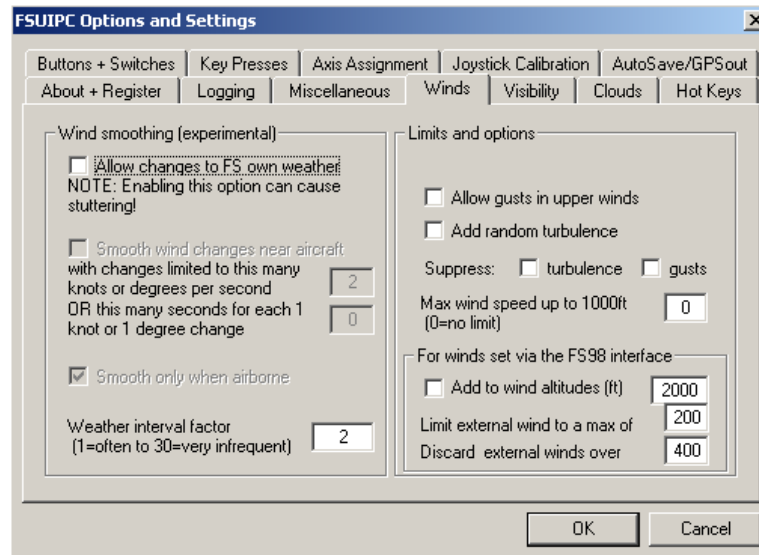 FSUIPC Options and Settings
Buttons + Switches
Key Presses
Axis Assignment
Joystick Calibration
AutoSave/GPSout
About + Register
Logging
Miscellaneous
Winds
Visibility
Clouds
Hot Keys
Wind smoothing (experimental)
Allow changes to FS own weather
NOTE: Enabling this option can cause
stuttering!
Smooth wind changes near aircraft
with changes limited to this many
knots or degrees per second
2
OR this many seconds for each 1
knot or 1 degree change
0
Smooth only when airborne
Weather interval factor
(1=often to 30=very infrequent)
2
Limits and options
Allow gusts in upper winds
Add random turbulence
Suppress:
turbulence
gusts
Max wind speed up to 1000ft
(0=no limit)
0
For winds set via the FS98 interface
Add to wind altitudes (ft)
2000
Limit external wind to a max of
200
Discard external winds over
400
OK
Cancel